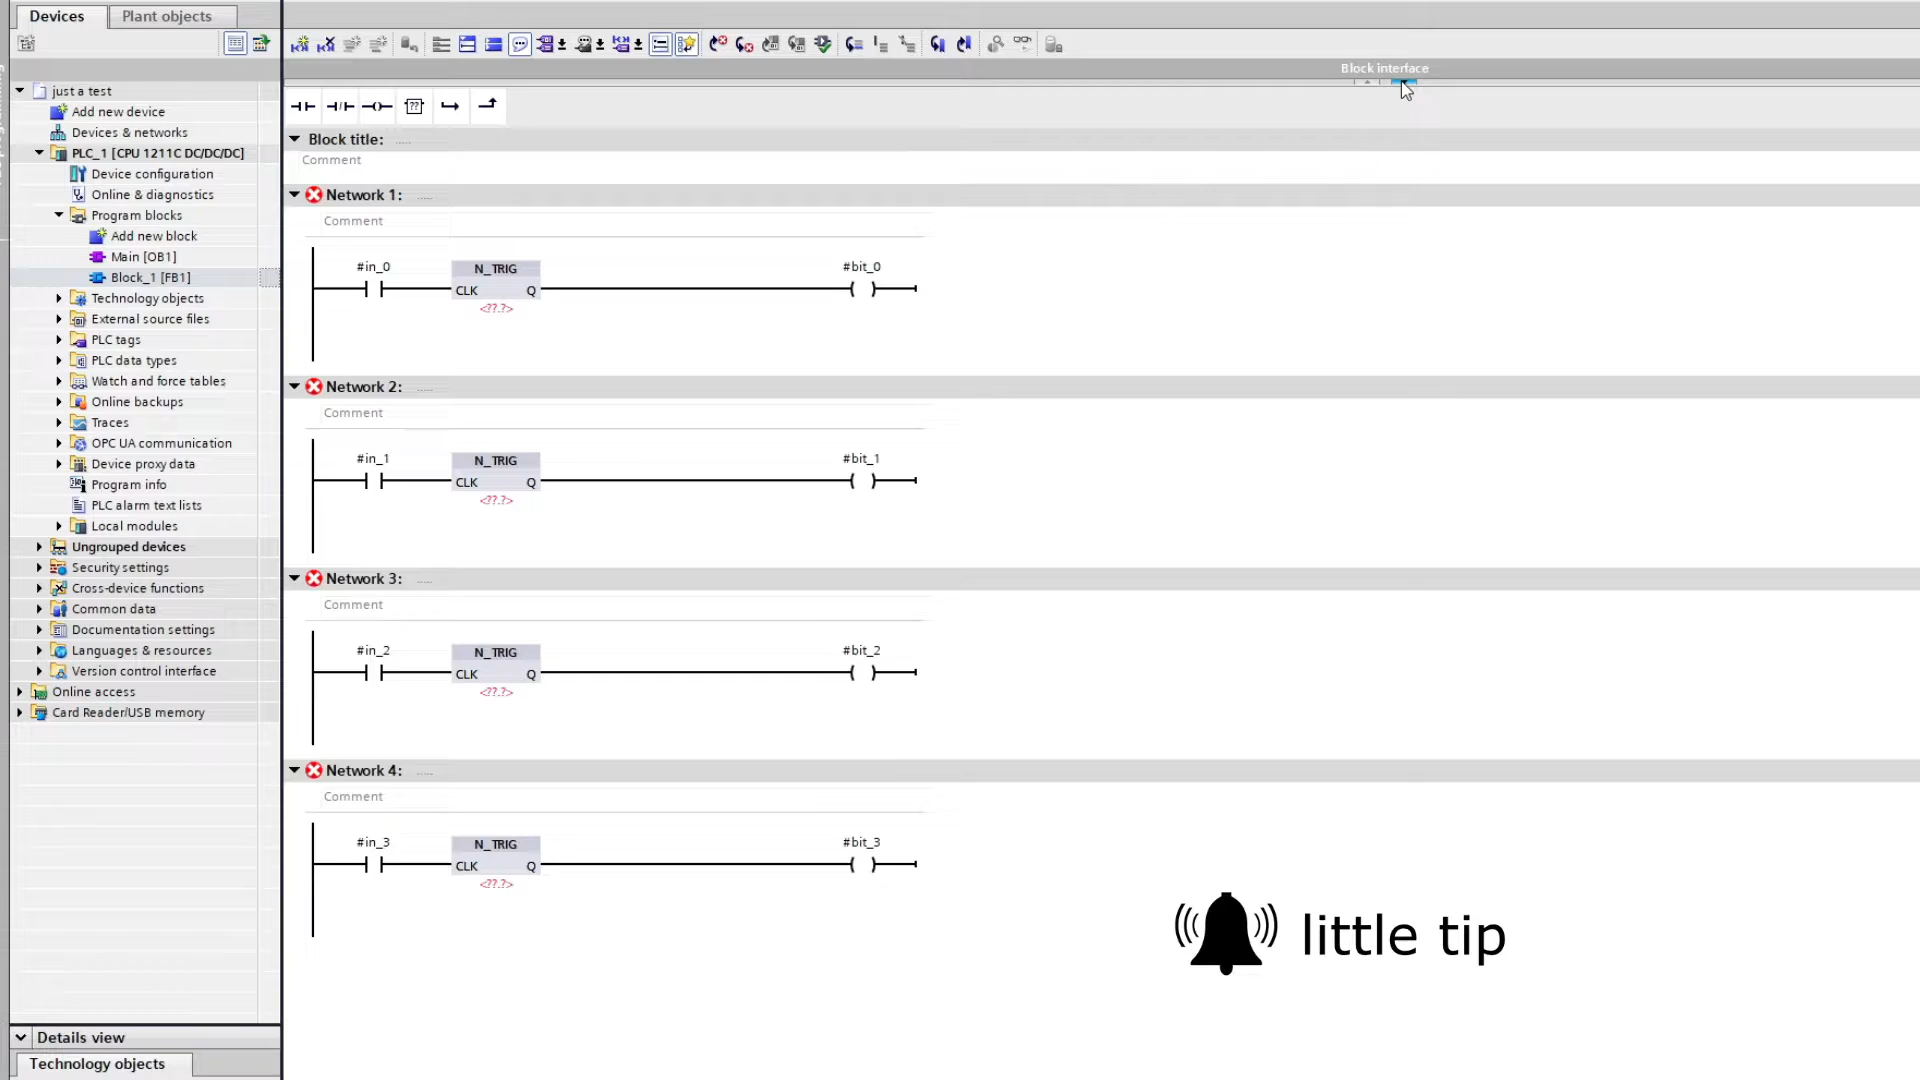 Devices
Plant objects
Block interface
just a test
Add new device
Devices & networks
PLC_1 [CPU 1211C DC/DC/DC]
Device configuration
Online & diagnostics
Program blocks
Add new block
Main [OB1]
Block_1 [FB1]
Technology objects
External source files
PLC tags
PLC data types
Watch and force tables
Online backups
Traces
OPC UA communication
Device proxy data
Program info
PLC alarm text lists
Local modules
Ungrouped devices
Security settings
Cross-device functions
Common data
Documentation settings
Languages & resources
Version control interface
Online access
Card Reader/USB memory
Details view
Technology objects
??
Block title: .....
Comment
Network 1: .....
Comment
#in_0
N_TRIG
#bit_0
CLK Q
<??.?>
Network 2: .....
Comment
#in_1
N_TRIG
#bit_1
CLK Q
<??.?>
Network 3: .....
Comment
#in_2
N_TRIG
#bit_2
CLK Q
<??.?>
Network 4: .....
Comment
#in_3
N_TRIG
#bit_3
CLK Q
<??.?>
little tip